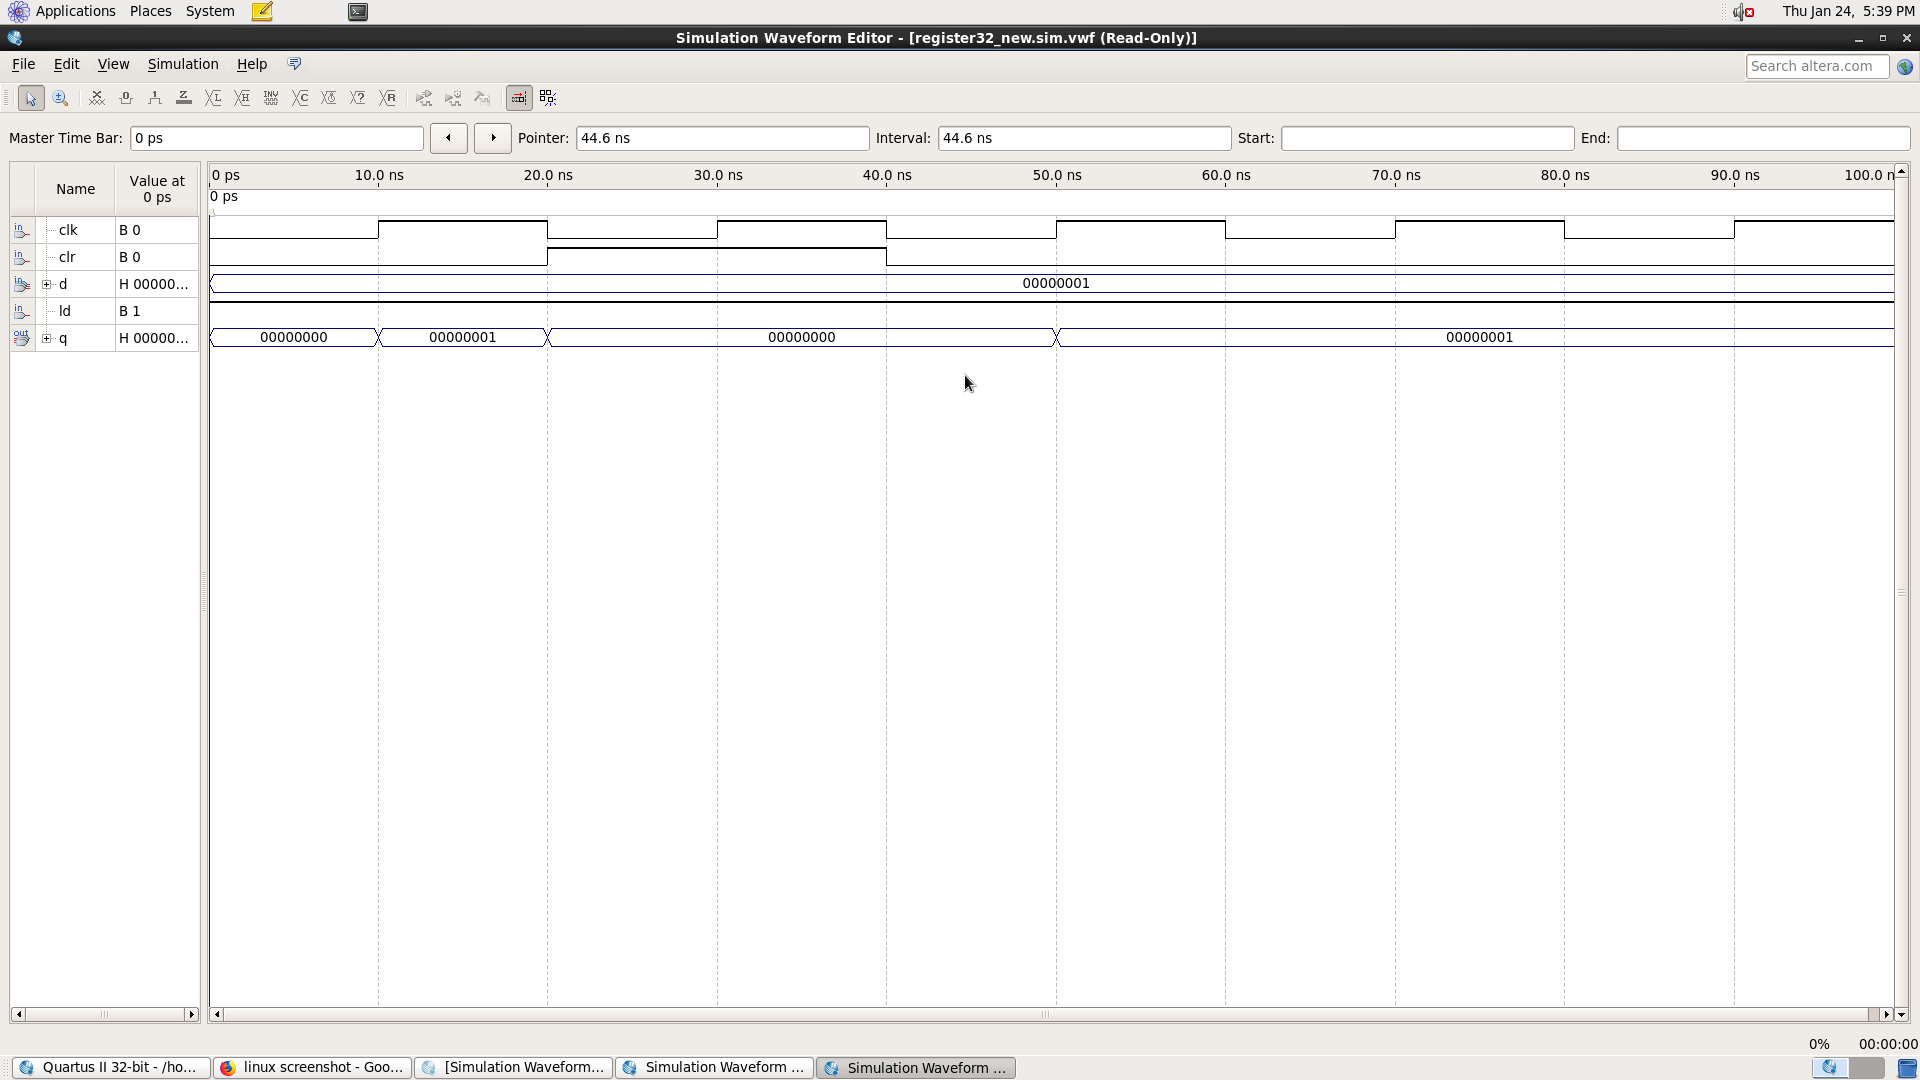 Applications Places System Thu Jan 24, 5:39 PM
Simulation Waveform Editor - [register32_new.sim.vwf (Read-Only)]
File Edit View Simulation Help Search altera.com
Master Time Bar: 0 ps Pointer: 44.6 ns Interval: 44.6 ns Start: End:
Name Value at 0 ps
0 ps 10.0 ns 20.0 ns 30.0 ns 40.0 ns 50.0 ns 60.0 ns 70.0 ns 80.0 ns 90.0 ns 100.0 n
0 ps
in clk B 0
in clr B 0
in d H 00000... 00000001
in ld B 1
out q H 00000... 00000000 00000001 00000000 00000001
0% 00:00:00
Quartus II 32-bit - /ho... linux screenshot - Goo... [Simulation Waveform... Simulation Waveform ... Simulation Waveform ...